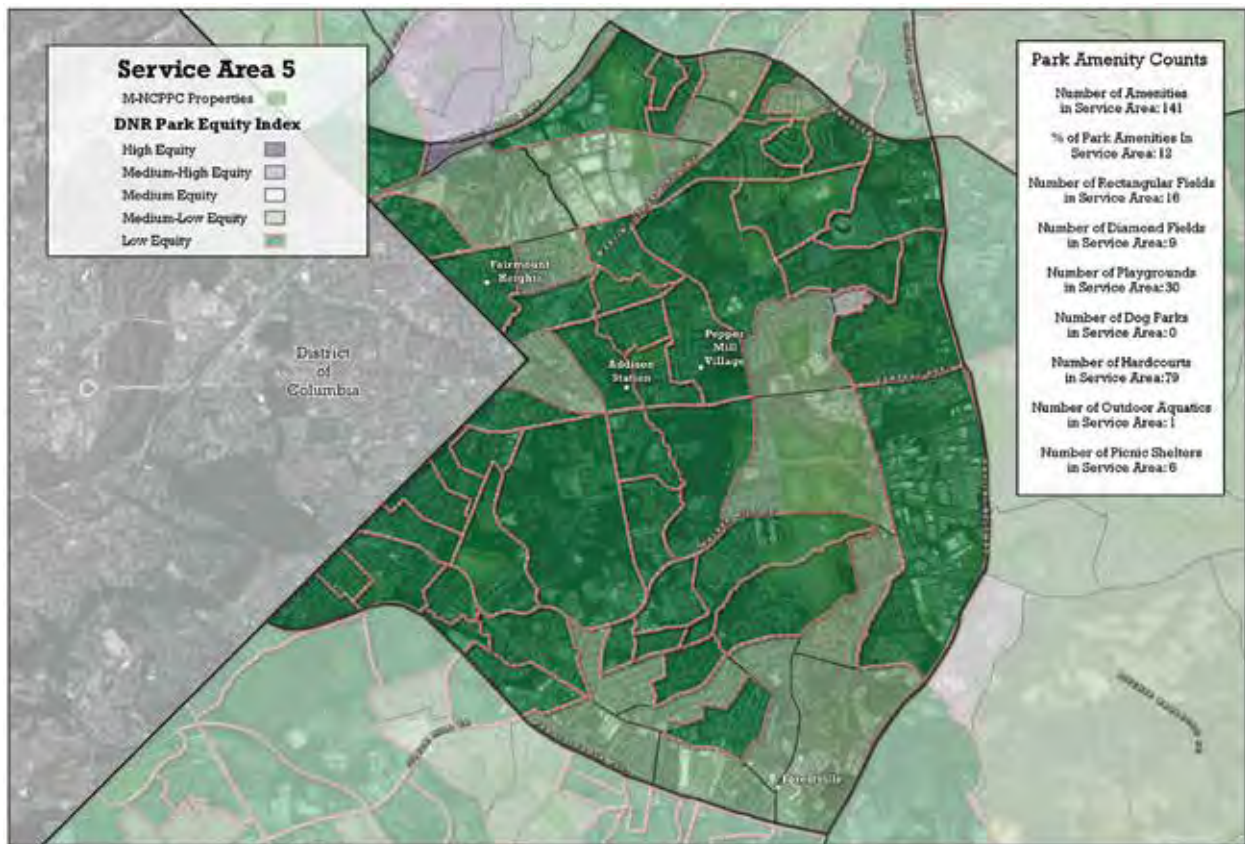 Service Area 5
M-NCPPC Properties
DNR Park Equity Index
High Equity
Medium-High Equity
Medium Equity
Medium-Low Equity
Low Equity
Park Amenity Counts
Number of Amenities
in Service Area: 141
% of Park Amenities In
Service Area: 12
Number of Rectangular Fields
in Service Area: 16
Number of Diamond Fields
in Service Area: 9
Number of Playgrounds
in Service Area: 30
Number of Dog Parks
in Service Area: 0
Number of Hardcourts
in Service Area: 79
Number of Outdoor Aquatics
in Service Area: 1
Number of Picnic Shelters
in Service Area: 6
Fairmount
Heights
District
of
Columbia
Pepper
Mill
Village
Addison
Station
Forestville